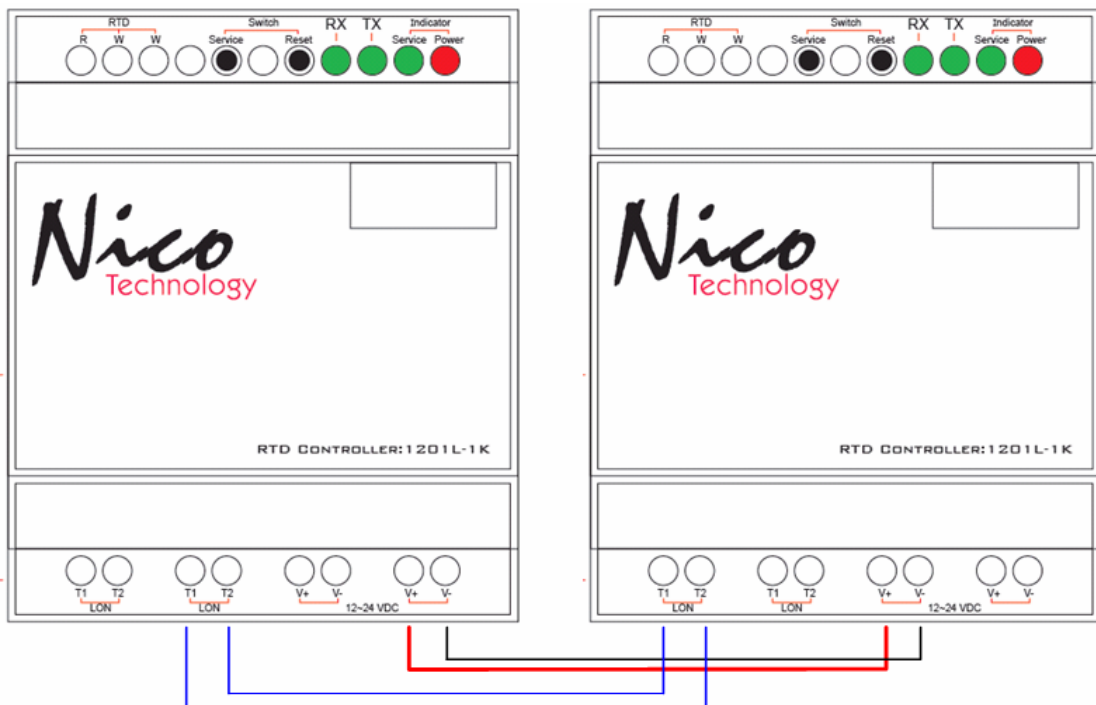 RTD Switch RX TX Indicator
R W W Service Reset Service Power
Nico
Technology
RTD CONTROLLER:1201L-1K
T1 T2 T1 T2 V+ V- V+ V-
LON LON 12~24 VDC
RTD Switch RX TX Indicator
R W W Service Reset Service Power
Nico
Technology
RTD CONTROLLER:1201L-1K
T1 T2 T1 T2 V+ V- V+ V-
LON LON 12~24 VDC